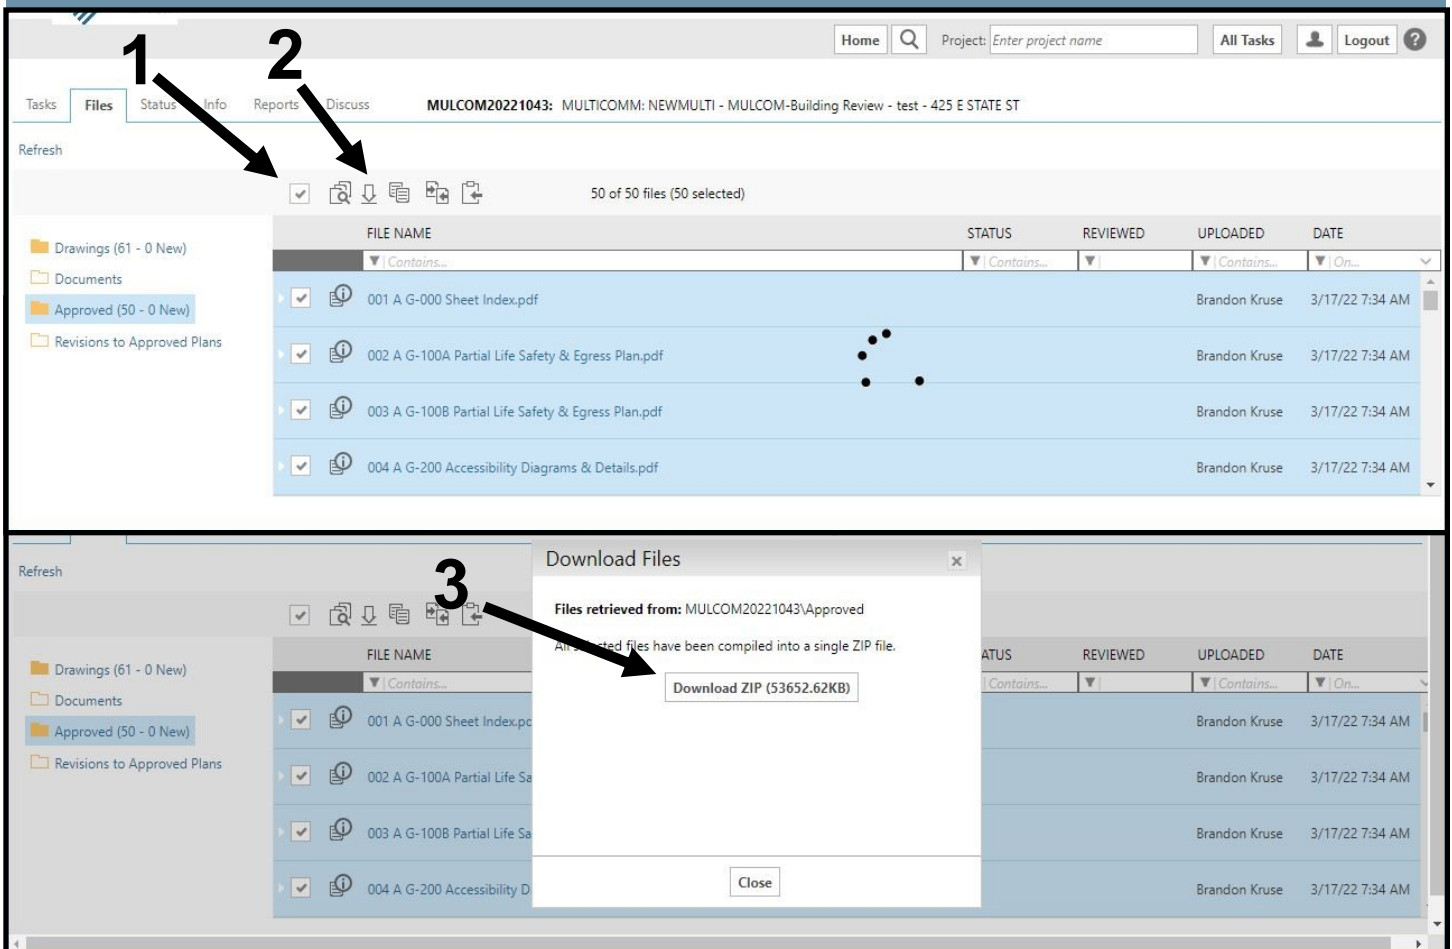 1
2
Home Project: Enter project name All Tasks Logout ?
Tasks Files Status Info Reports Discuss MULCOM20221043: MULTICOMM: NEWMULTI - MULCOM-Building Review - test - 425 E STATE ST
Refresh
50 of 50 files (50 selected)
FILE NAME STATUS REVIEWED UPLOADED DATE
Contains... Contains... Contains... On...
Drawings (61 - 0 New)
Documents
Approved (50 - 0 New)
Revisions to Approved Plans
001 A G-000 Sheet Index.pdf Brandon Kruse 3/17/22 7:34 AM
002 A G-100A Partial Life Safety & Egress Plan.pdf Brandon Kruse 3/17/22 7:34 AM
003 A G-100B Partial Life Safety & Egress Plan.pdf Brandon Kruse 3/17/22 7:34 AM
004 A G-200 Accessibility Diagrams & Details.pdf Brandon Kruse 3/17/22 7:34 AM
Refresh
3
Download Files
Files retrieved from: MULCOM20221043\Approved
files have been compiled into a single ZIP file.
Download ZIP (53652.62KB)
Close
FILE NAME ATUS REVIEWED UPLOADED DATE
Contains... Contains... Contains... On...
Drawings (61 - 0 New)
Documents
Approved (50 - 0 New)
Revisions to Approved Plans
001 A G-000 Sheet Index.pd Brandon Kruse 3/17/22 7:34 AM
002 A G-100A Partial Life Sa Brandon Kruse 3/17/22 7:34 AM
003 A G-100B Partial Life Sa Brandon Kruse 3/17/22 7:34 AM
004 A G-200 Accessibility D Brandon Kruse 3/17/22 7:34 AM